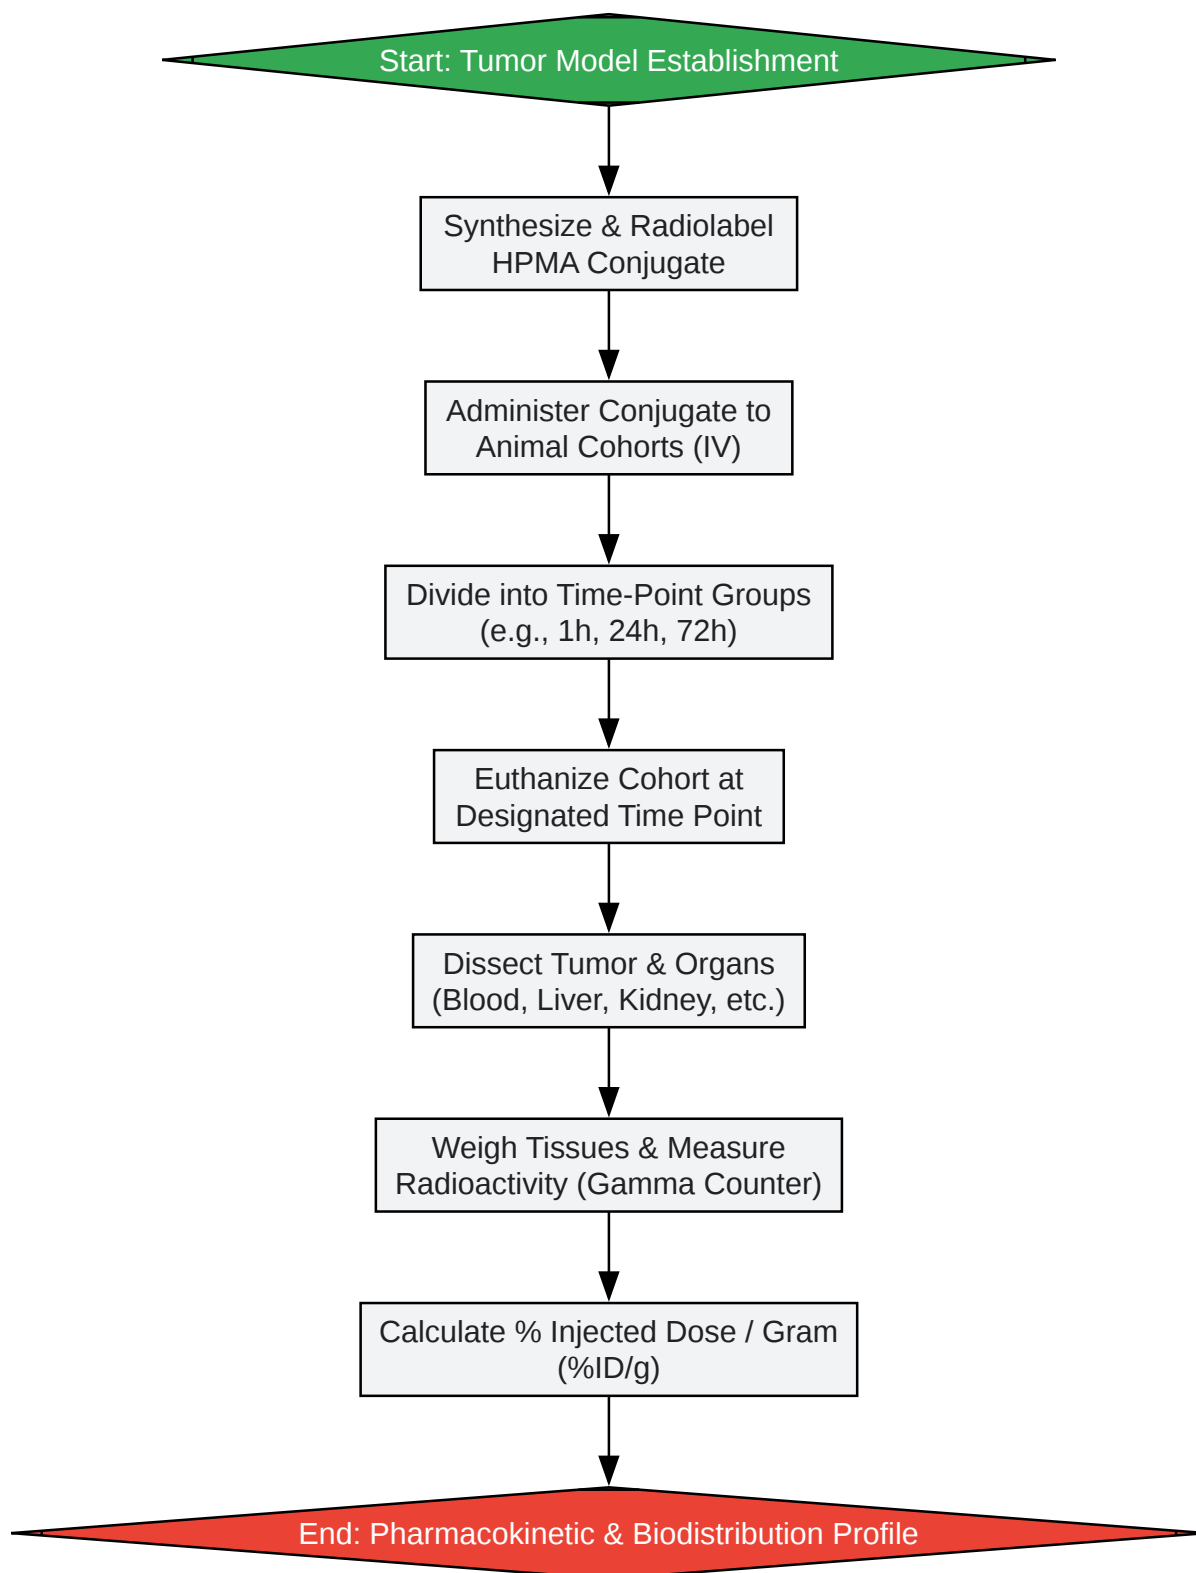 Start: Tumor Model Establishment
Synthesize & Radiolabel
HPMA Conjugate
Administer Conjugate to
Animal Cohorts (IV)
Divide into Time-Point Groups
(e.g., 1h, 24h, 72h)
Euthanize Cohort at
Designated Time Point
Dissect Tumor & Organs
(Blood, Liver, Kidney, etc.)
Weigh Tissues & Measure
Radioactivity (Gamma Counter)
Calculate % Injected Dose / Gram
(%ID/g)
End: Pharmacokinetic & Biodistribution Profile